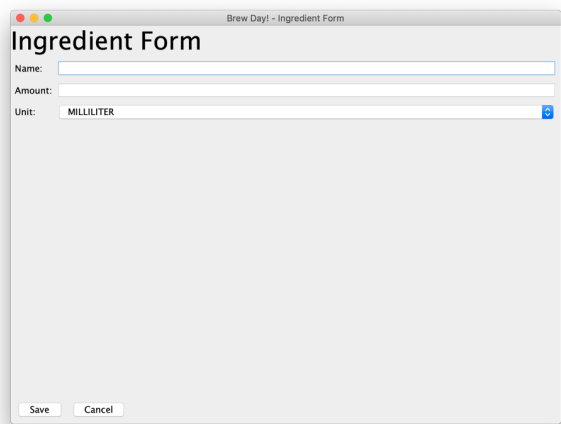 Brew Day! - Ingredient Form
Ingredient Form
Name:
Amount:
Unit: MILLILITER
Save Cancel